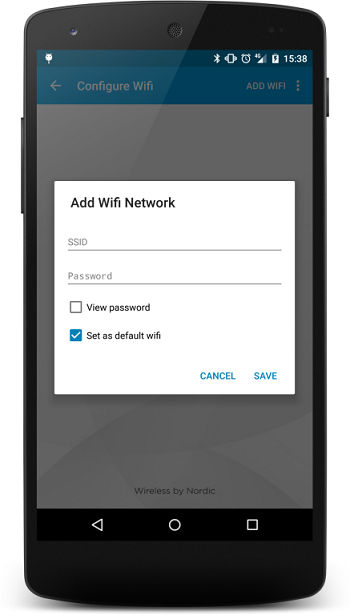 15:38
Configure Wifi
ADD WIFI
Add Wifi Network
SSID
Password
View password
Set as default wifi
CANCEL
SAVE
Wireless by Nordic